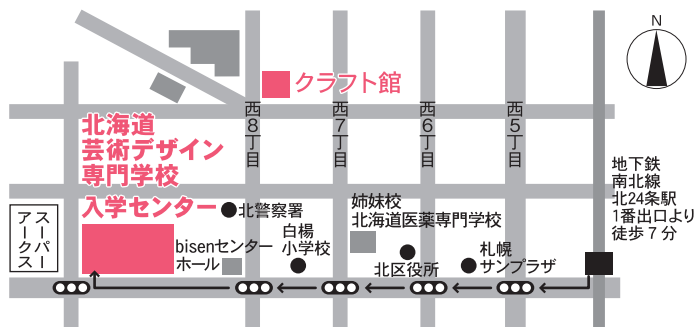 N
クラフト館
西8丁目
西7丁目
西6丁目
西5丁目
北海道
芸術デザイン
専門学校
入学センター
地下鉄
南北線
北24条駅
1番出口より
徒歩7分
スーパー
アークス
北警察署
bisenセンター
ホール
白楊
小学校
姉妹校
北海道医薬専門学校
北区役所
札幌
サンプラザ